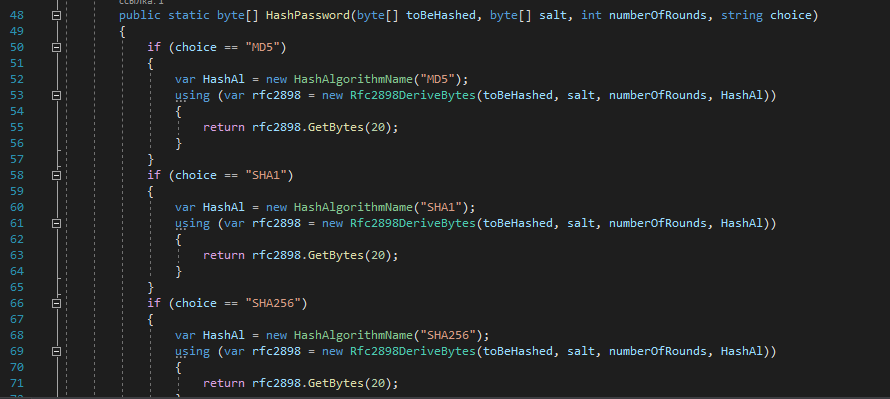 ссылка: 1
48 public static byte[] HashPassword(byte[] toBeHashed, byte[] salt, int numberOfRounds, string choice)
49 {
50 if (choice == "MD5")
51 {
52 var HashAl = new HashAlgorithmName("MD5");
53 using (var rfc2898 = new Rfc2898DeriveBytes(toBeHashed, salt, numberOfRounds, HashAl))
54 {
55 return rfc2898.GetBytes(20);
56 }
57 }
58 if (choice == "SHA1")
59 {
60 var HashAl = new HashAlgorithmName("SHA1");
61 using (var rfc2898 = new Rfc2898DeriveBytes(toBeHashed, salt, numberOfRounds, HashAl))
62 {
63 return rfc2898.GetBytes(20);
64 }
65 }
66 if (choice == "SHA256")
67 {
68 var HashAl = new HashAlgorithmName("SHA256");
69 using (var rfc2898 = new Rfc2898DeriveBytes(toBeHashed, salt, numberOfRounds, HashAl))
70 {
71 return rfc2898.GetBytes(20);